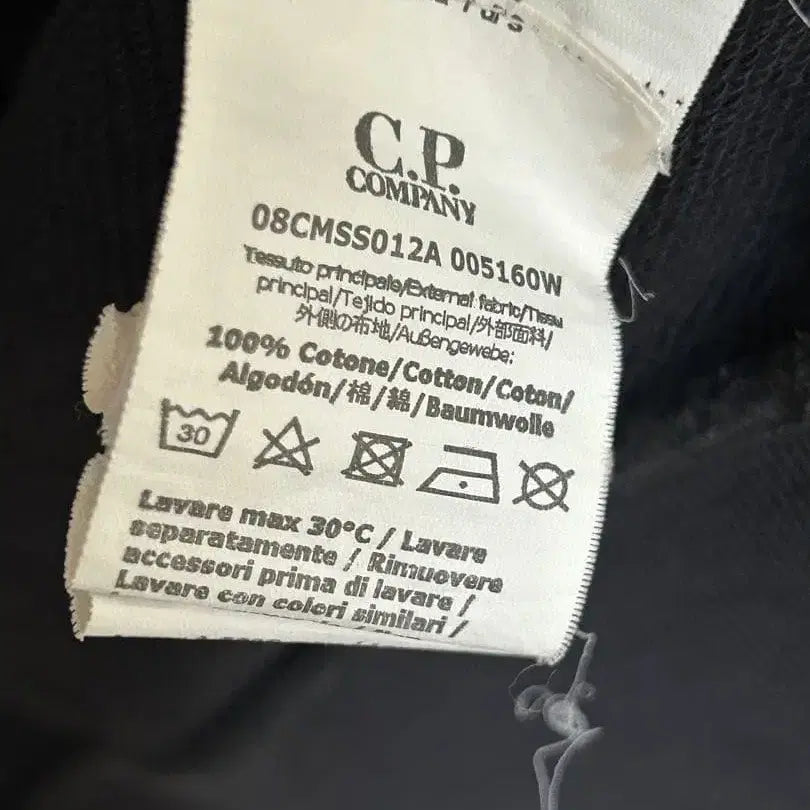 C.P.
COMPANY
08CMSS012A 005160W
Tessuto principale/External fabric/Tissu
principal/Tejido principal/外部面料/
外側の布地/Außengewebe:
100% Cotone/Cotton/Coton/
Algodón/棉/綿/Baumwolle
30
Lavare max 30°C / Lavare
separatamente / Rimuovere
accessori prima di lavare /
Lavare con colori similari /